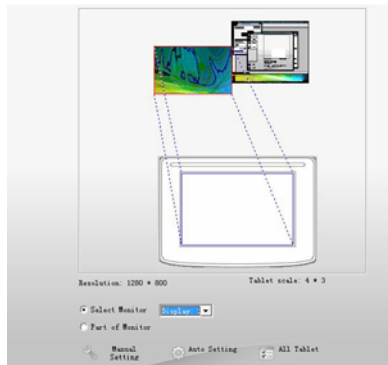 Resolution: 1280 * 800
Tablet scale: 4 * 3
Select Monitor
Display:
Part of Monitor
Manual Setting
Auto Setting
All Tablet